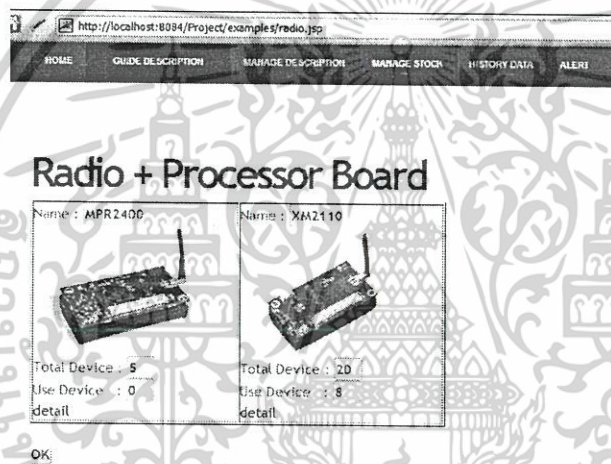 http://localhost:8084/Project/examples/radio.jsp
HOME GUIDE DESCRIPTION MANAGE DESCRIPTION MANAGE STOCK HISTORY DATA ALERT
Radio + Processor Board
Name : MPR2400 Name : XM2110
Total Device : 5 Total Device : 20
Use Device : 0 Use Device : 8
detail detail
OK